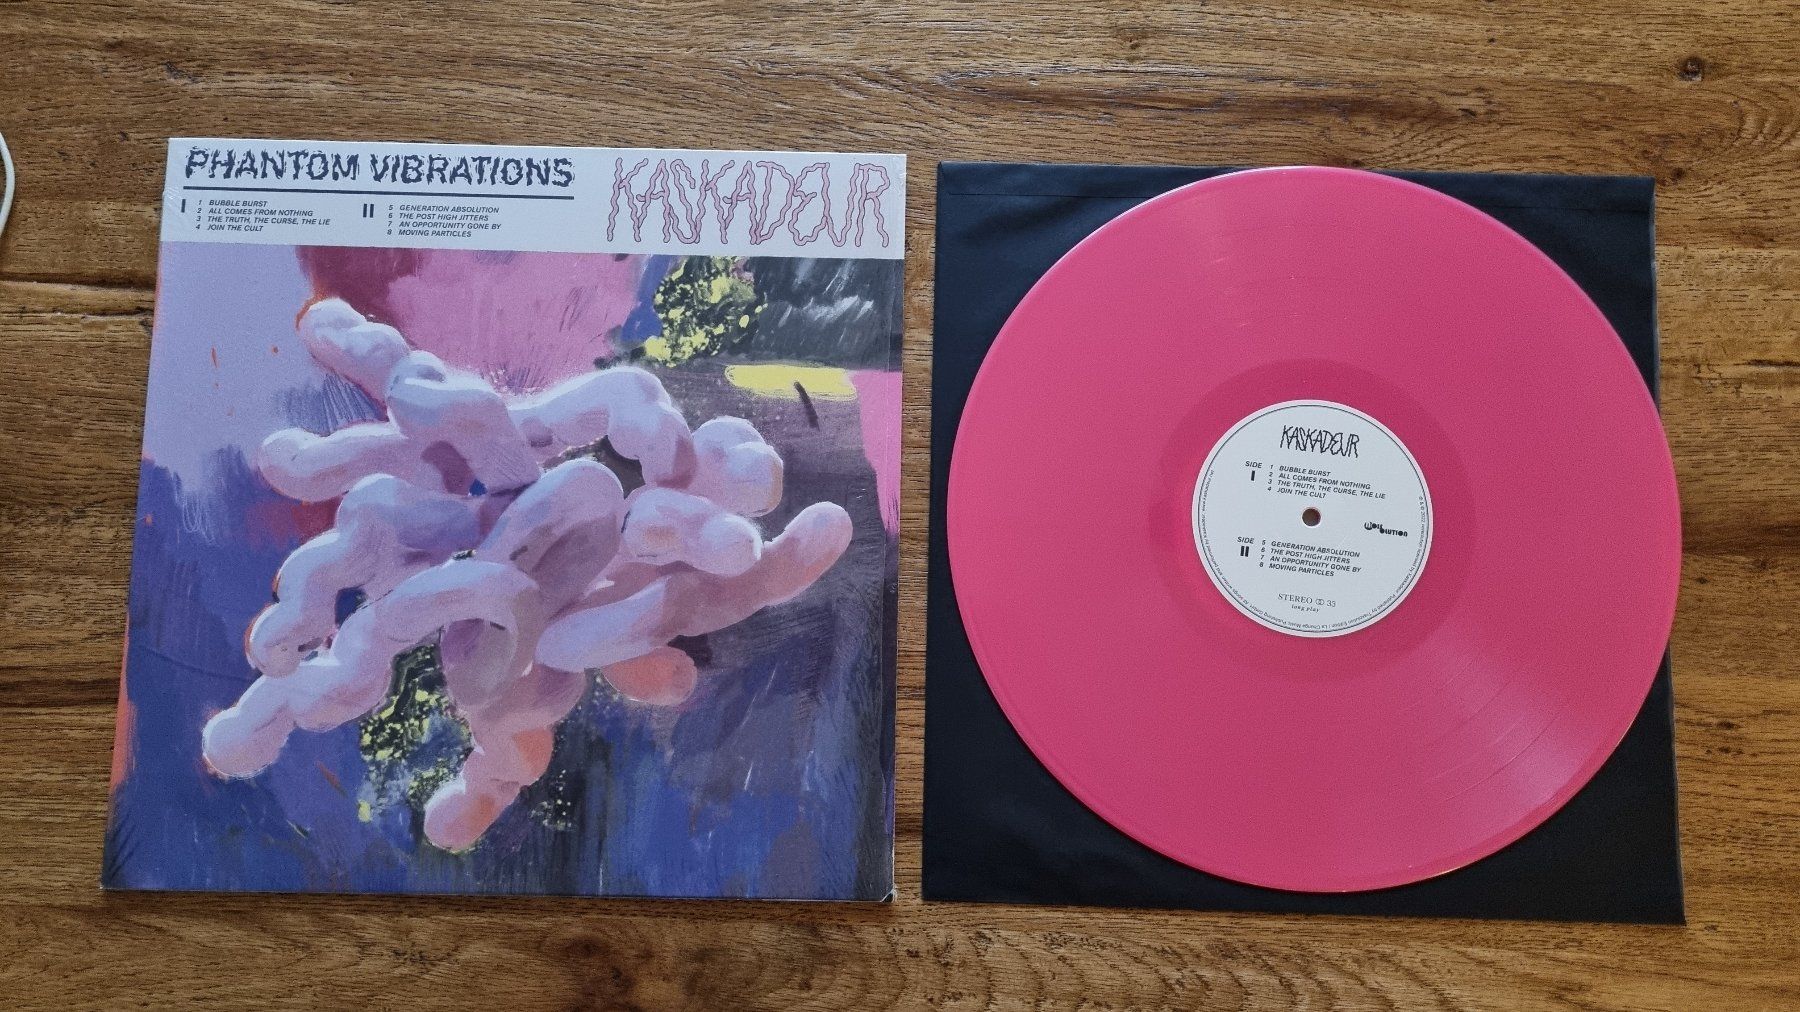 PHANTOM VIBRATIONS
KASKADEUR
I
1 BUBBLE BURST
2 ALL COMES FROM NOTHING
3 THE TRUTH, THE CURSE, THE LIE
4 JOIN THE CULT
II
5 GENERATION ABSOLUTION
6 THE POST HIGH JITTERS
7 AN OPPORTUNITY GONE BY
8 MOVING PARTICLES
KASKADEUR
SIDE
I
1 BUBBLE BURST
2 ALL COMES FROM NOTHING
3 THE TRUTH, THE CURSE, THE LIE
4 JOIN THE CULT
NOISOLUTION
SIDE
II
5 GENERATION ABSOLUTION
6 THE POST HIGH JITTERS
7 AN OPPORTUNITY GONE BY
8 MOVING PARTICLES
STEREO 33
long play